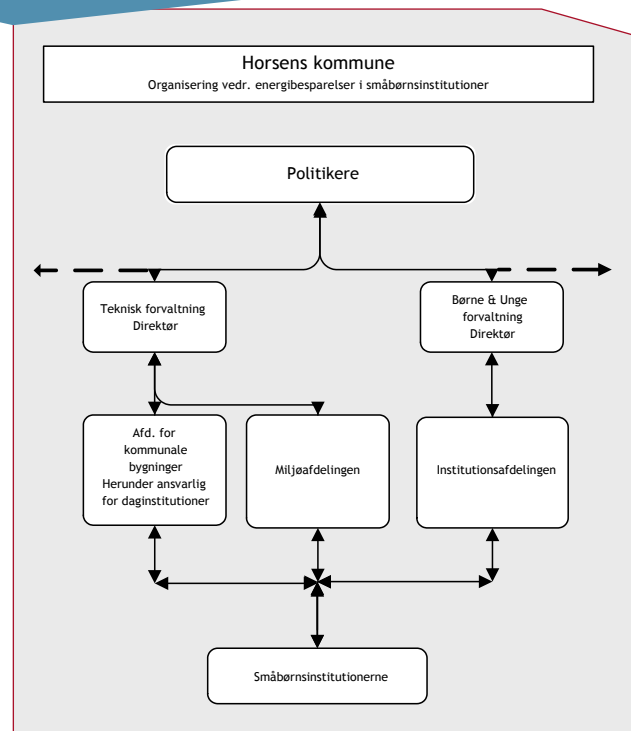 Horsens kommune
Organisering vedr. energibesparelser i småbørnsinstitutioner
Politikere
Teknisk forvaltning
Direktør
Børne & Unge
forvaltning
Direktør
Afd. for
kommunale
bygninger
Herunder ansvarlig
for daginstitutioner
Miljøafdelingen
Institutionsafdelingen
Småbørnsinstitutionerne